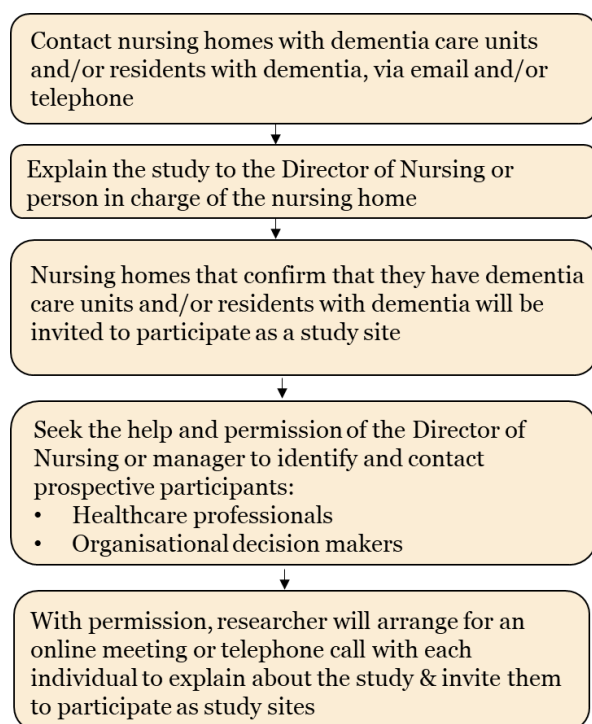 Contact nursing homes with dementia care units
and/or residents with dementia, via email and/or
telephone
Explain the study to the Director of Nursing or
person in charge of the nursing home
Nursing homes that confirm that they have dementia
care units and/or residents with dementia will be
invited to participate as a study site
Seek the help and permission of the Director of
Nursing or manager to identify and contact
prospective participants:
• Healthcare professionals
• Organisational decision makers
With permission, researcher will arrange for an
online meeting or telephone call with each
individual to explain about the study & invite them
to participate as study sites